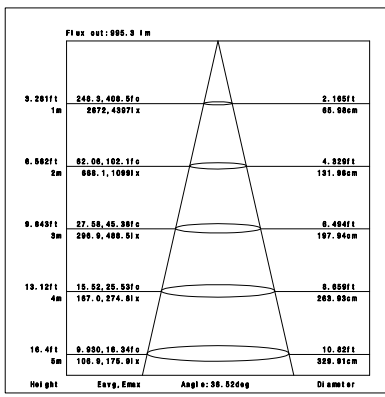 Flux out:995.3 lm
3.281ft 248.3,408.5fc 2.165ft
1m 2672,4397lx 65.98cm
6.562ft 62.06,102.1fc 4.329ft
2m 668.1,1099lx 131.96cm
9.843ft 27.58,45.38fc 6.494ft
3m 296.9,488.5lx 197.94cm
13.12ft 15.52,25.53fc 8.659ft
4m 167.0,274.8lx 263.93cm
16.4ft 9.930,16.34fc 10.82ft
5m 106.9,175.9lx 329.91cm
Height Eavg,Emax Angle:36.52deg Diameter